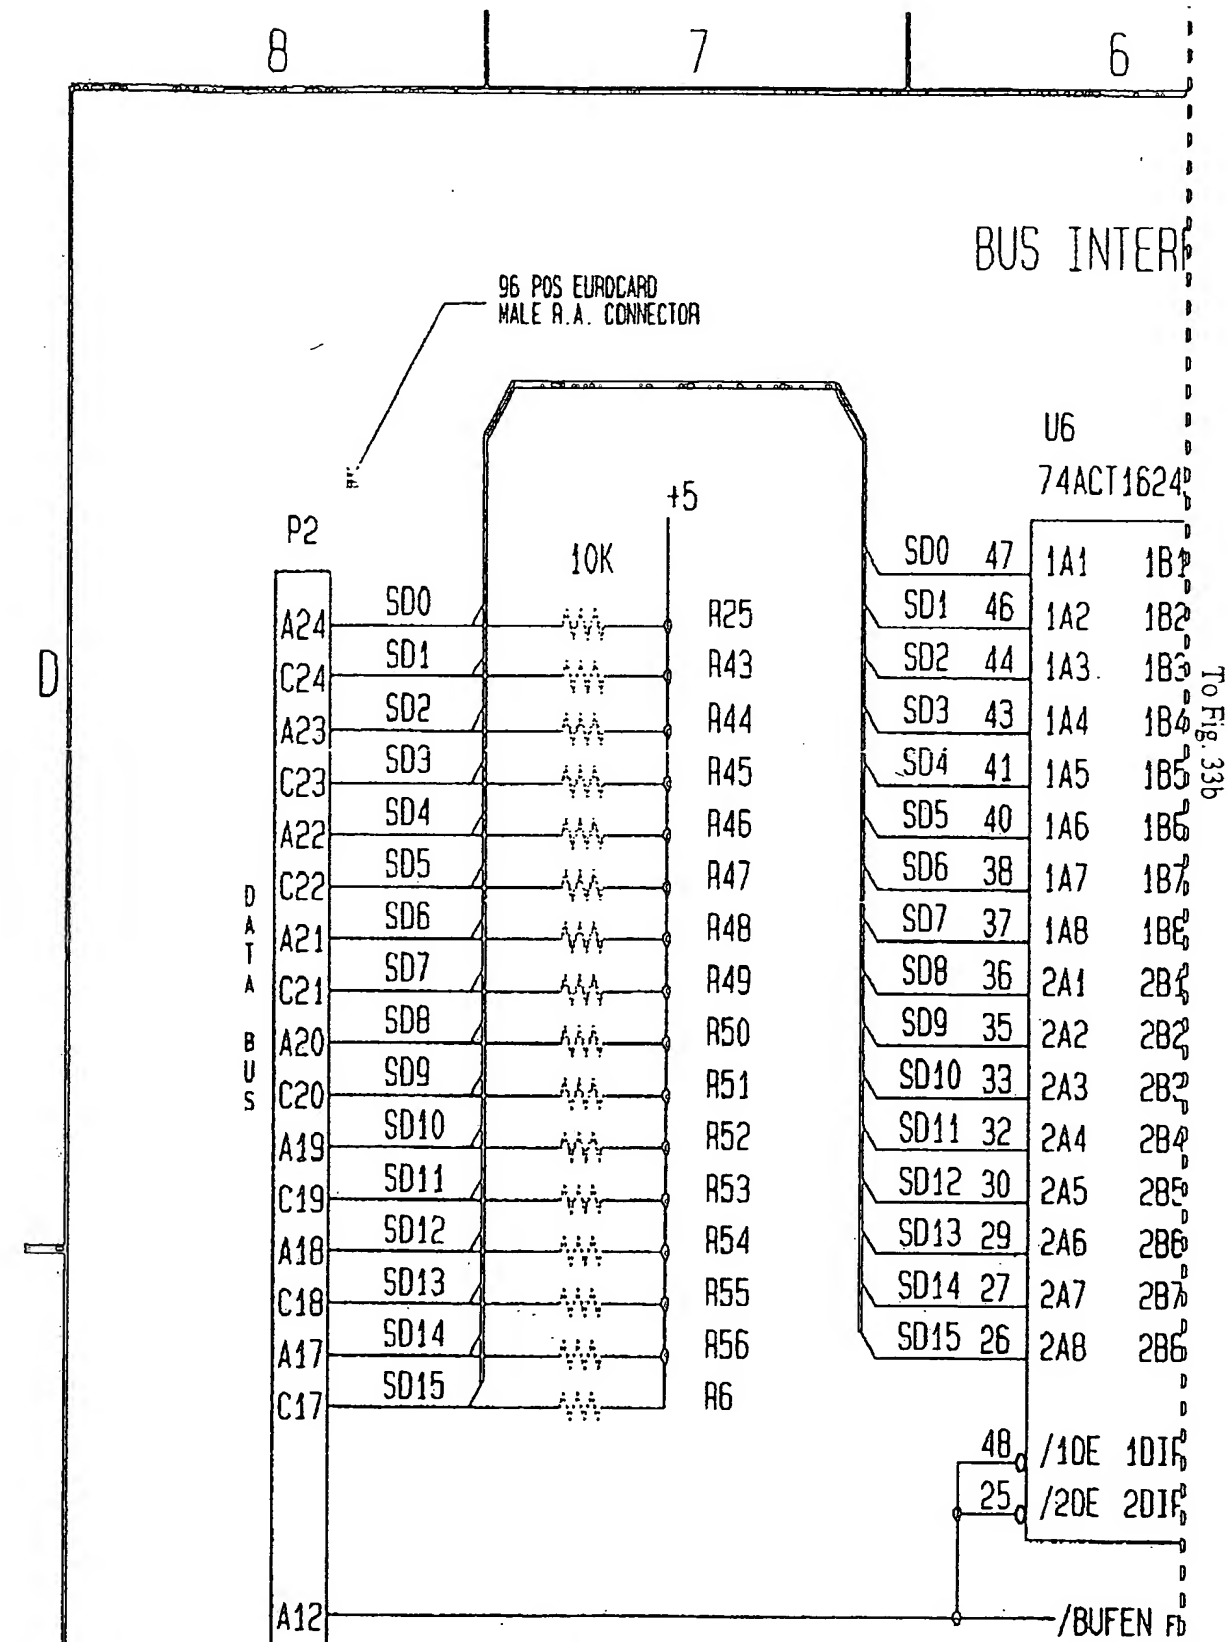 8 7 6
BUS INTERF
96 POS EUROCARD
MALE R.A. CONNECTOR
U6
74ACT1624
+5
P2
10K
SD0 47 1A1 1B1
A24 SD0 R25
SD1 46 1A2 1B2
C24 SD1 R43
SD2 44 1A3 1B3
D
A23 SD2 R44
SD3 43 1A4 1B4
C23 SD3 R45
SD4 41 1A5 1B5
A22 SD4 R46
SD5 40 1A6 1B6
C22 SD5 R47
SD6 38 1A7 1B7
A21 SD6 R48
SD7 37 1A8 1B8
C21 SD7 R49
SD8 36 2A1 2B1
A20 SD8 R50
SD9 35 2A2 2B2
C20 SD9 R51
SD10 33 2A3 2B3
A19 SD10 R52
SD11 32 2A4 2B4
C19 SD11 R53
SD12 30 2A5 2B5
A18 SD12 R54
SD13 29 2A6 2B6
C18 SD13 R55
SD14 27 2A7 2B7
A17 SD14 R56
SD15 26 2A8 2B8
C17 SD15 R6
DATA BUS
To Fig. 33b
48 /1OE 1DIR
25 /2OE 2DIR
A12 /BUFEN